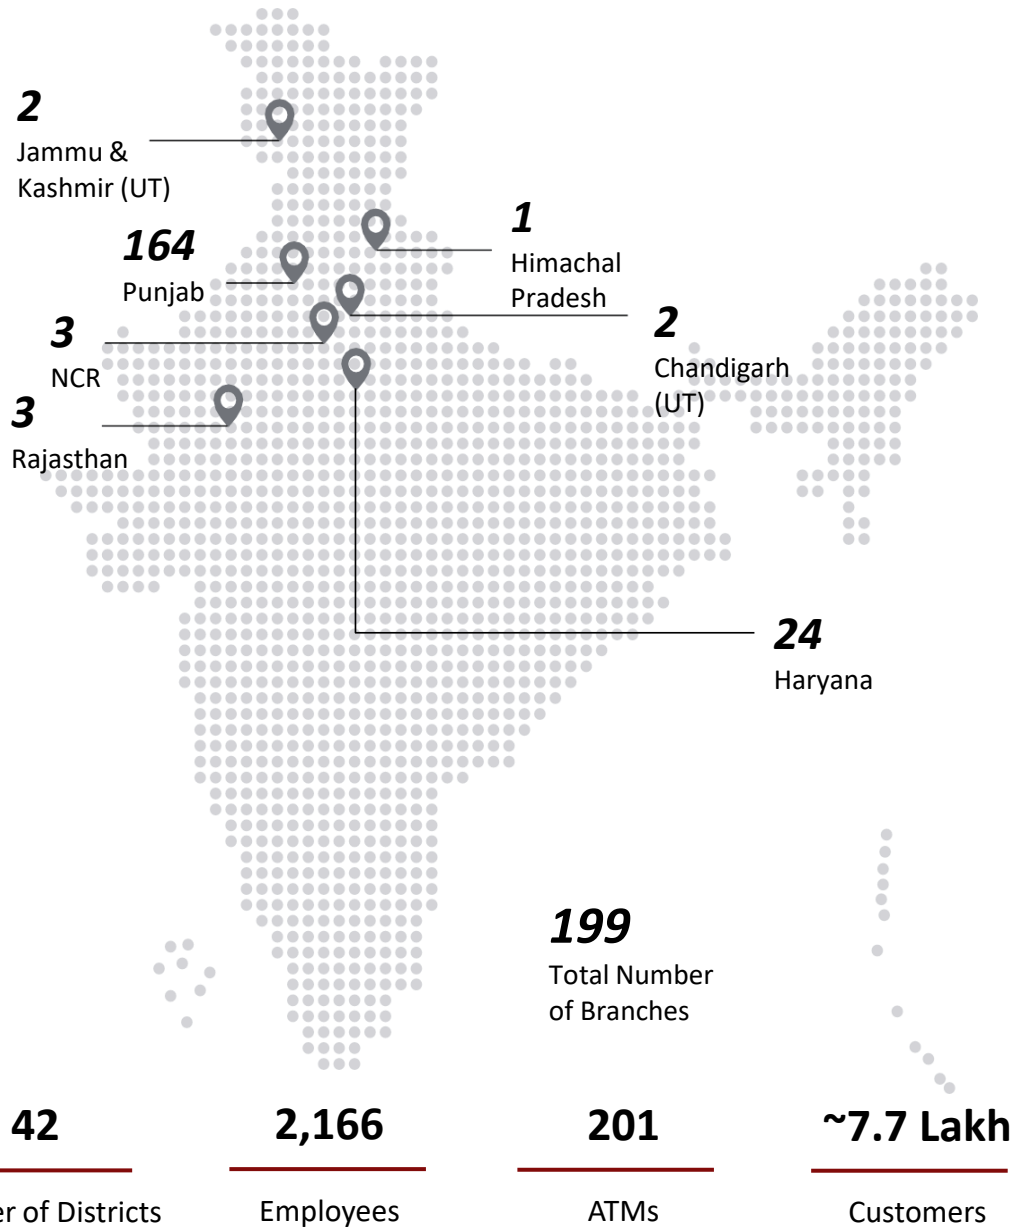 2
Jammu &
Kashmir (UT)
164
Punjab
1
Himachal
Pradesh
3
NCR
2
Chandigarh
(UT)
3
Rajasthan
24
Haryana
199
Total Number
of Branches
42
2,166
201
~7.7 Lakh
er of Districts
Employees
ATMs
Customers